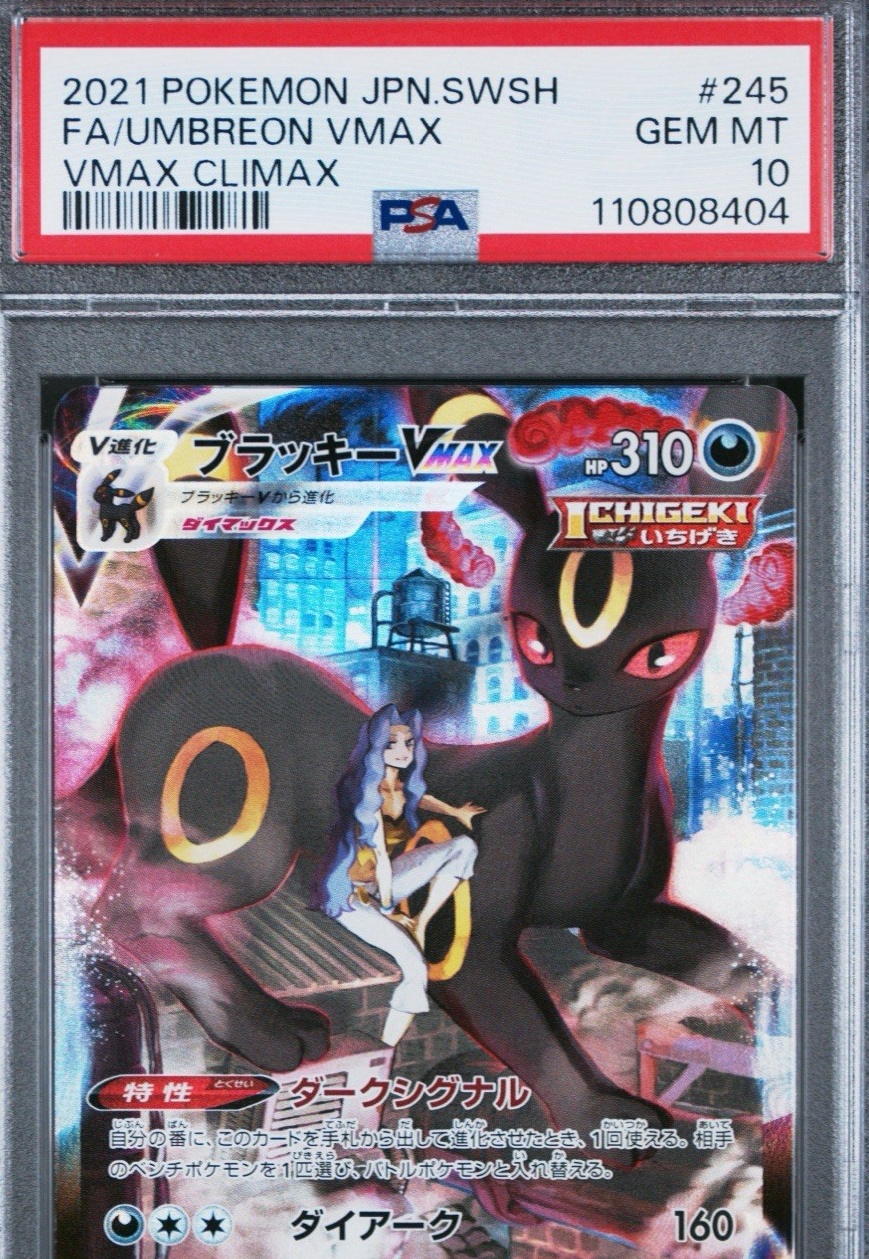 2021 POKEMON JPN.SWSH #245
FA/UMBREON VMAX GEM MT
VMAX CLIMAX 10
PSA 110808404
V進化 ブラッキーVMAX HP310
ブラッキーVから進化
ダイマックス
ICHIGEKI
いちげき
特性 とくせい ダークシグナル
自分の番に、このカードを手札から出して進化させたとき、1回使える。相手
のベンチポケモンを1匹選び、バトルポケモンと入れ替える。
ダイアーク 160